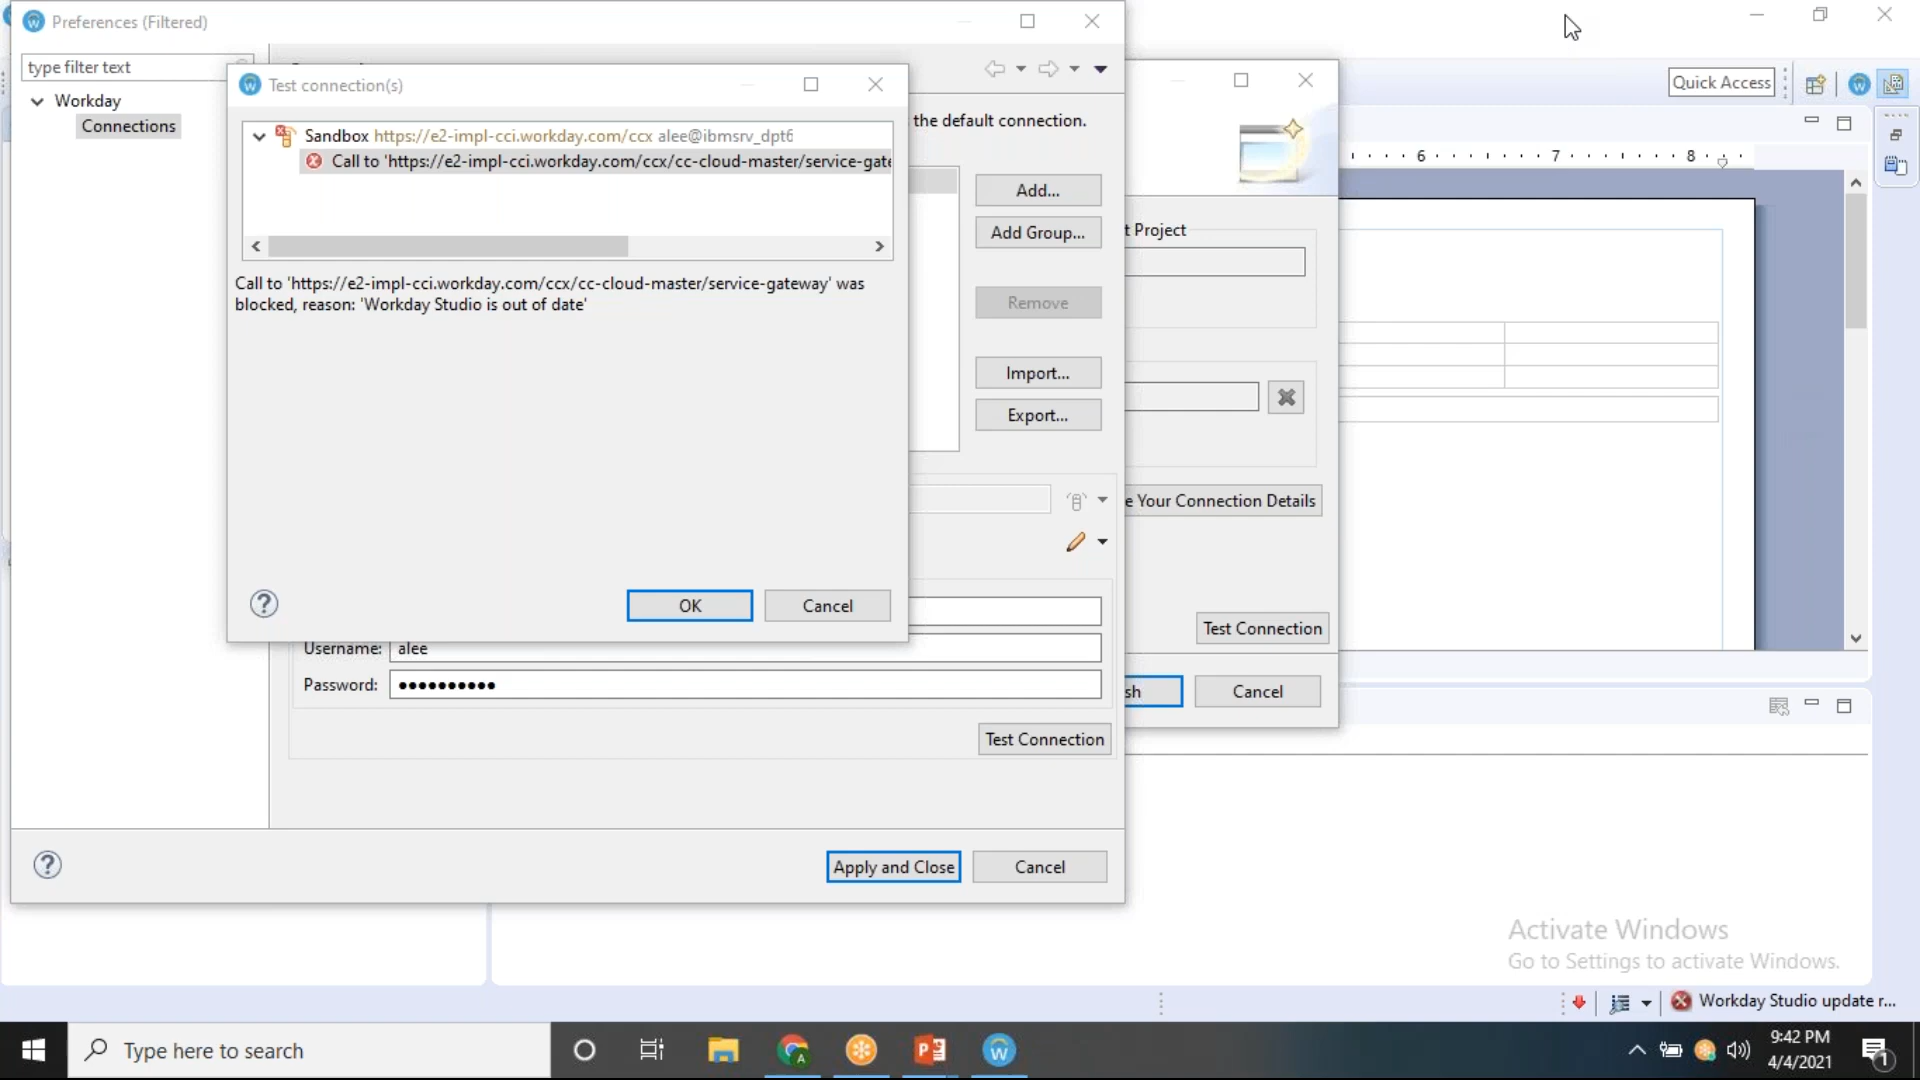 Preferences (Filtered)
type filter text
Workday
Connections
Test connection(s)
Sandbox https://e2-impl-cci.workday.com/ccx alee@ibmsrv_dpt6
Call to 'https://e2-impl-cci.workday.com/ccx/cc-cloud-master/service-gate
Call to 'https://e2-impl-cci.workday.com/ccx/cc-cloud-master/service-gateway' was
blocked, reason: 'Workday Studio is out of date'
OK
Cancel
the default connection.
Add...
Add Group...
Remove
Import...
Export...
Username: alee
Password: ●●●●●●●●●●
Test Connection
Apply and Close
Cancel
t Project
e Your Connection Details
Test Connection
sh
Cancel
Quick Access
6 7 8
Activate Windows
Go to Settings to activate Windows.
Workday Studio update r...
Type here to search
9:42 PM
4/4/2021
1